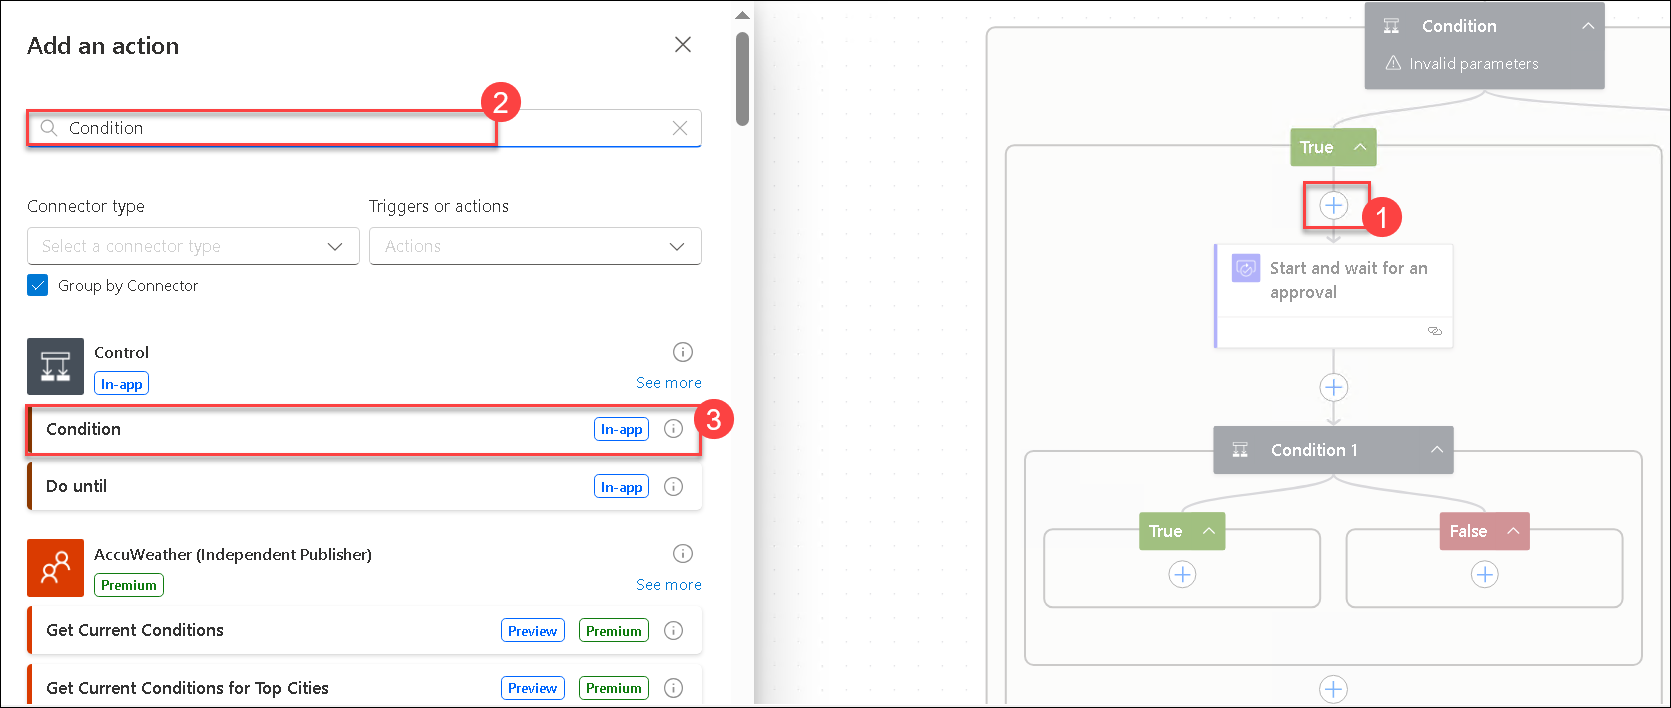 Add an action
2
Condition
Connector type
Triggers or actions
Select a connector type
Actions
Group by Connector
Control
In-app
See more
Condition
In-app
3
Do until
In-app
AccuWeather (Independent Publisher)
Premium
See more
Get Current Conditions
Preview
Premium
Get Current Conditions for Top Cities
Preview
Premium
Condition
Invalid parameters
True
1
Start and wait for an
approval
Condition 1
True
False